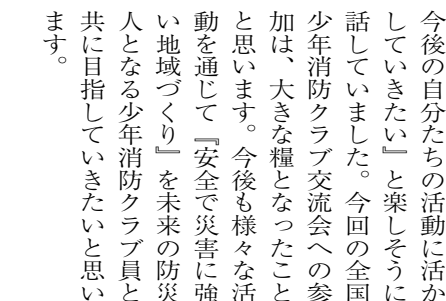 今後の自分たちの活動に活か
していきたい』と楽しそうに
話していました。今回の全国
少年消防クラブ交流会への参
加は、大きな糧となったこと
と思います。今後も様々な活
動を通じて『安全で災害に強
い地域づくり』を未来の防災
人となる少年消防クラブ員と
共に目指していきたいと思い
ます。